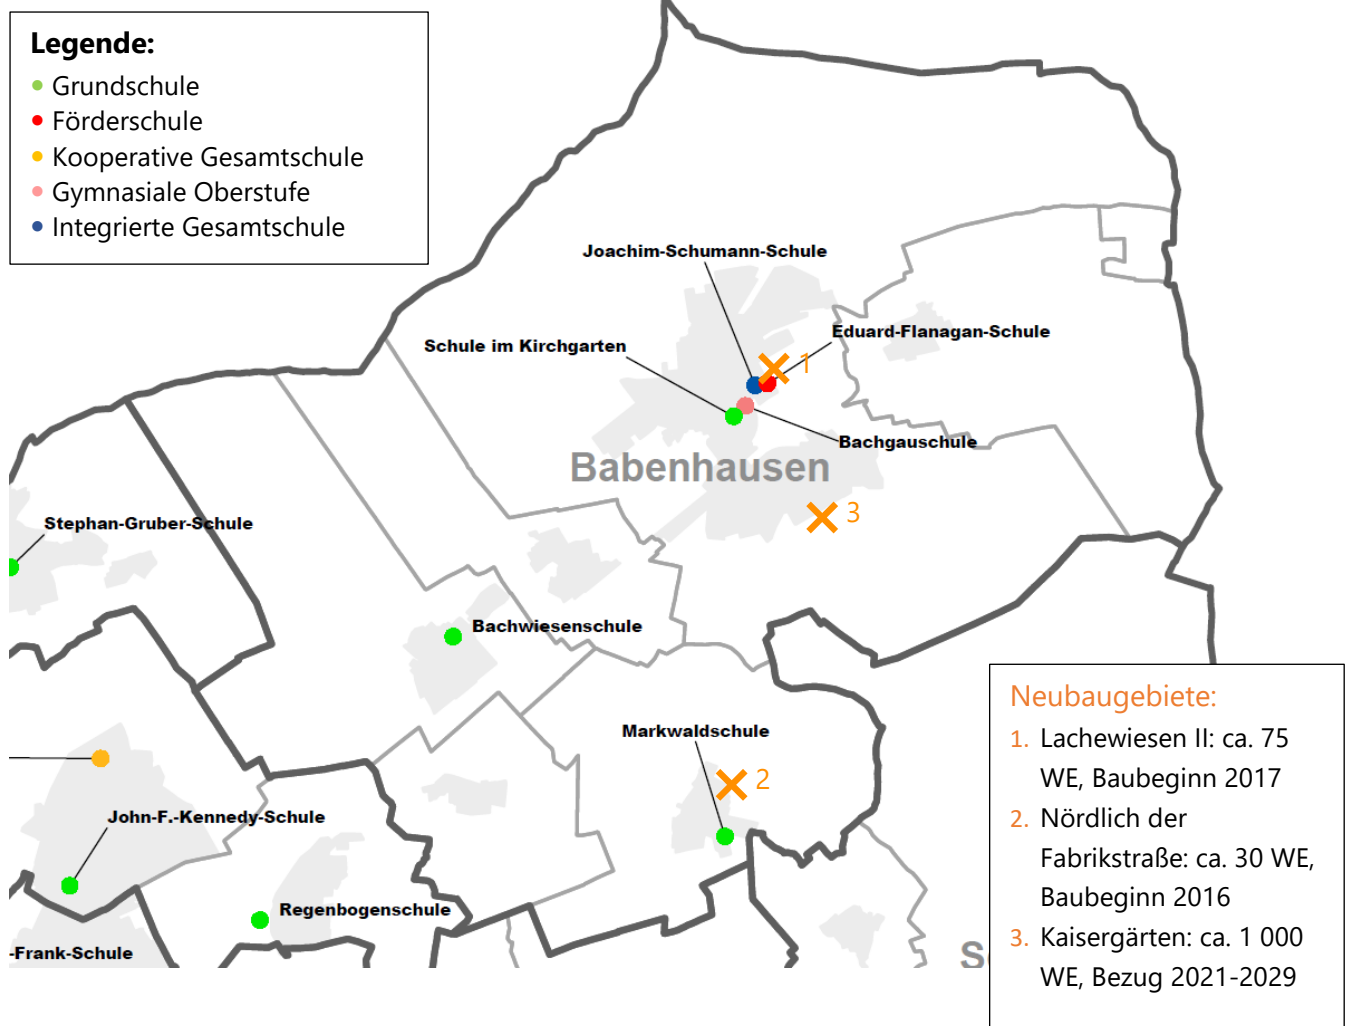 Legende:
Grundschule
Förderschule
Kooperative Gesamtschule
Gymnasiale Oberstufe
Integrierte Gesamtschule
Joachim-Schumann-Schule
Eduard-Flanagan-Schule
Schule im Kirchgarten
1
Bachgauschule
Babenhausen
3
Stephan-Gruber-Schule
Bachwiesenschule
Markwaldschule
2
John-F.-Kennedy-Schule
Regenbogenschule
-Frank-Schule
S
Neubaugebiete:
1. Lachewiesen II: ca. 75
WE, Baubeginn 2017
2. Nördlich der
Fabrikstraße: ca. 30 WE,
Baubeginn 2016
3. Kaisergärten: ca. 1 000
WE, Bezug 2021-2029